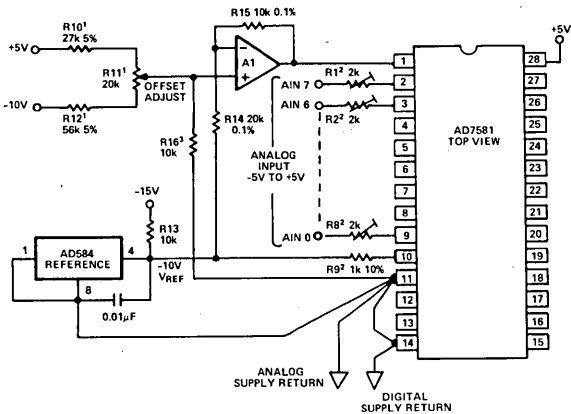 R15 10k 0.1%
R10¹
27k 5%
+5V
+5V
R11¹
20k
−
A1
+
OFFSET
ADJUST
−10V
R12¹
56k 5%
R16³
10k
R14 20k
0.1%
R1² 2k
AIN 7
AIN 6
R2² 2k
ANALOG
INPUT
-5V TO +5V
R8² 2k
AIN 0
R9² 1k 10%
−15V
R13
10k
1
AD584
REFERENCE
4
8
−10V
VREF
0.01µF
AD7581
TOP VIEW
1
2
3
4
5
6
7
8
9
10
11
12
13
14
28
27
26
25
24
23
22
21
20
19
18
17
16
15
ANALOG
SUPPLY RETURN
DIGITAL
SUPPLY RETURN